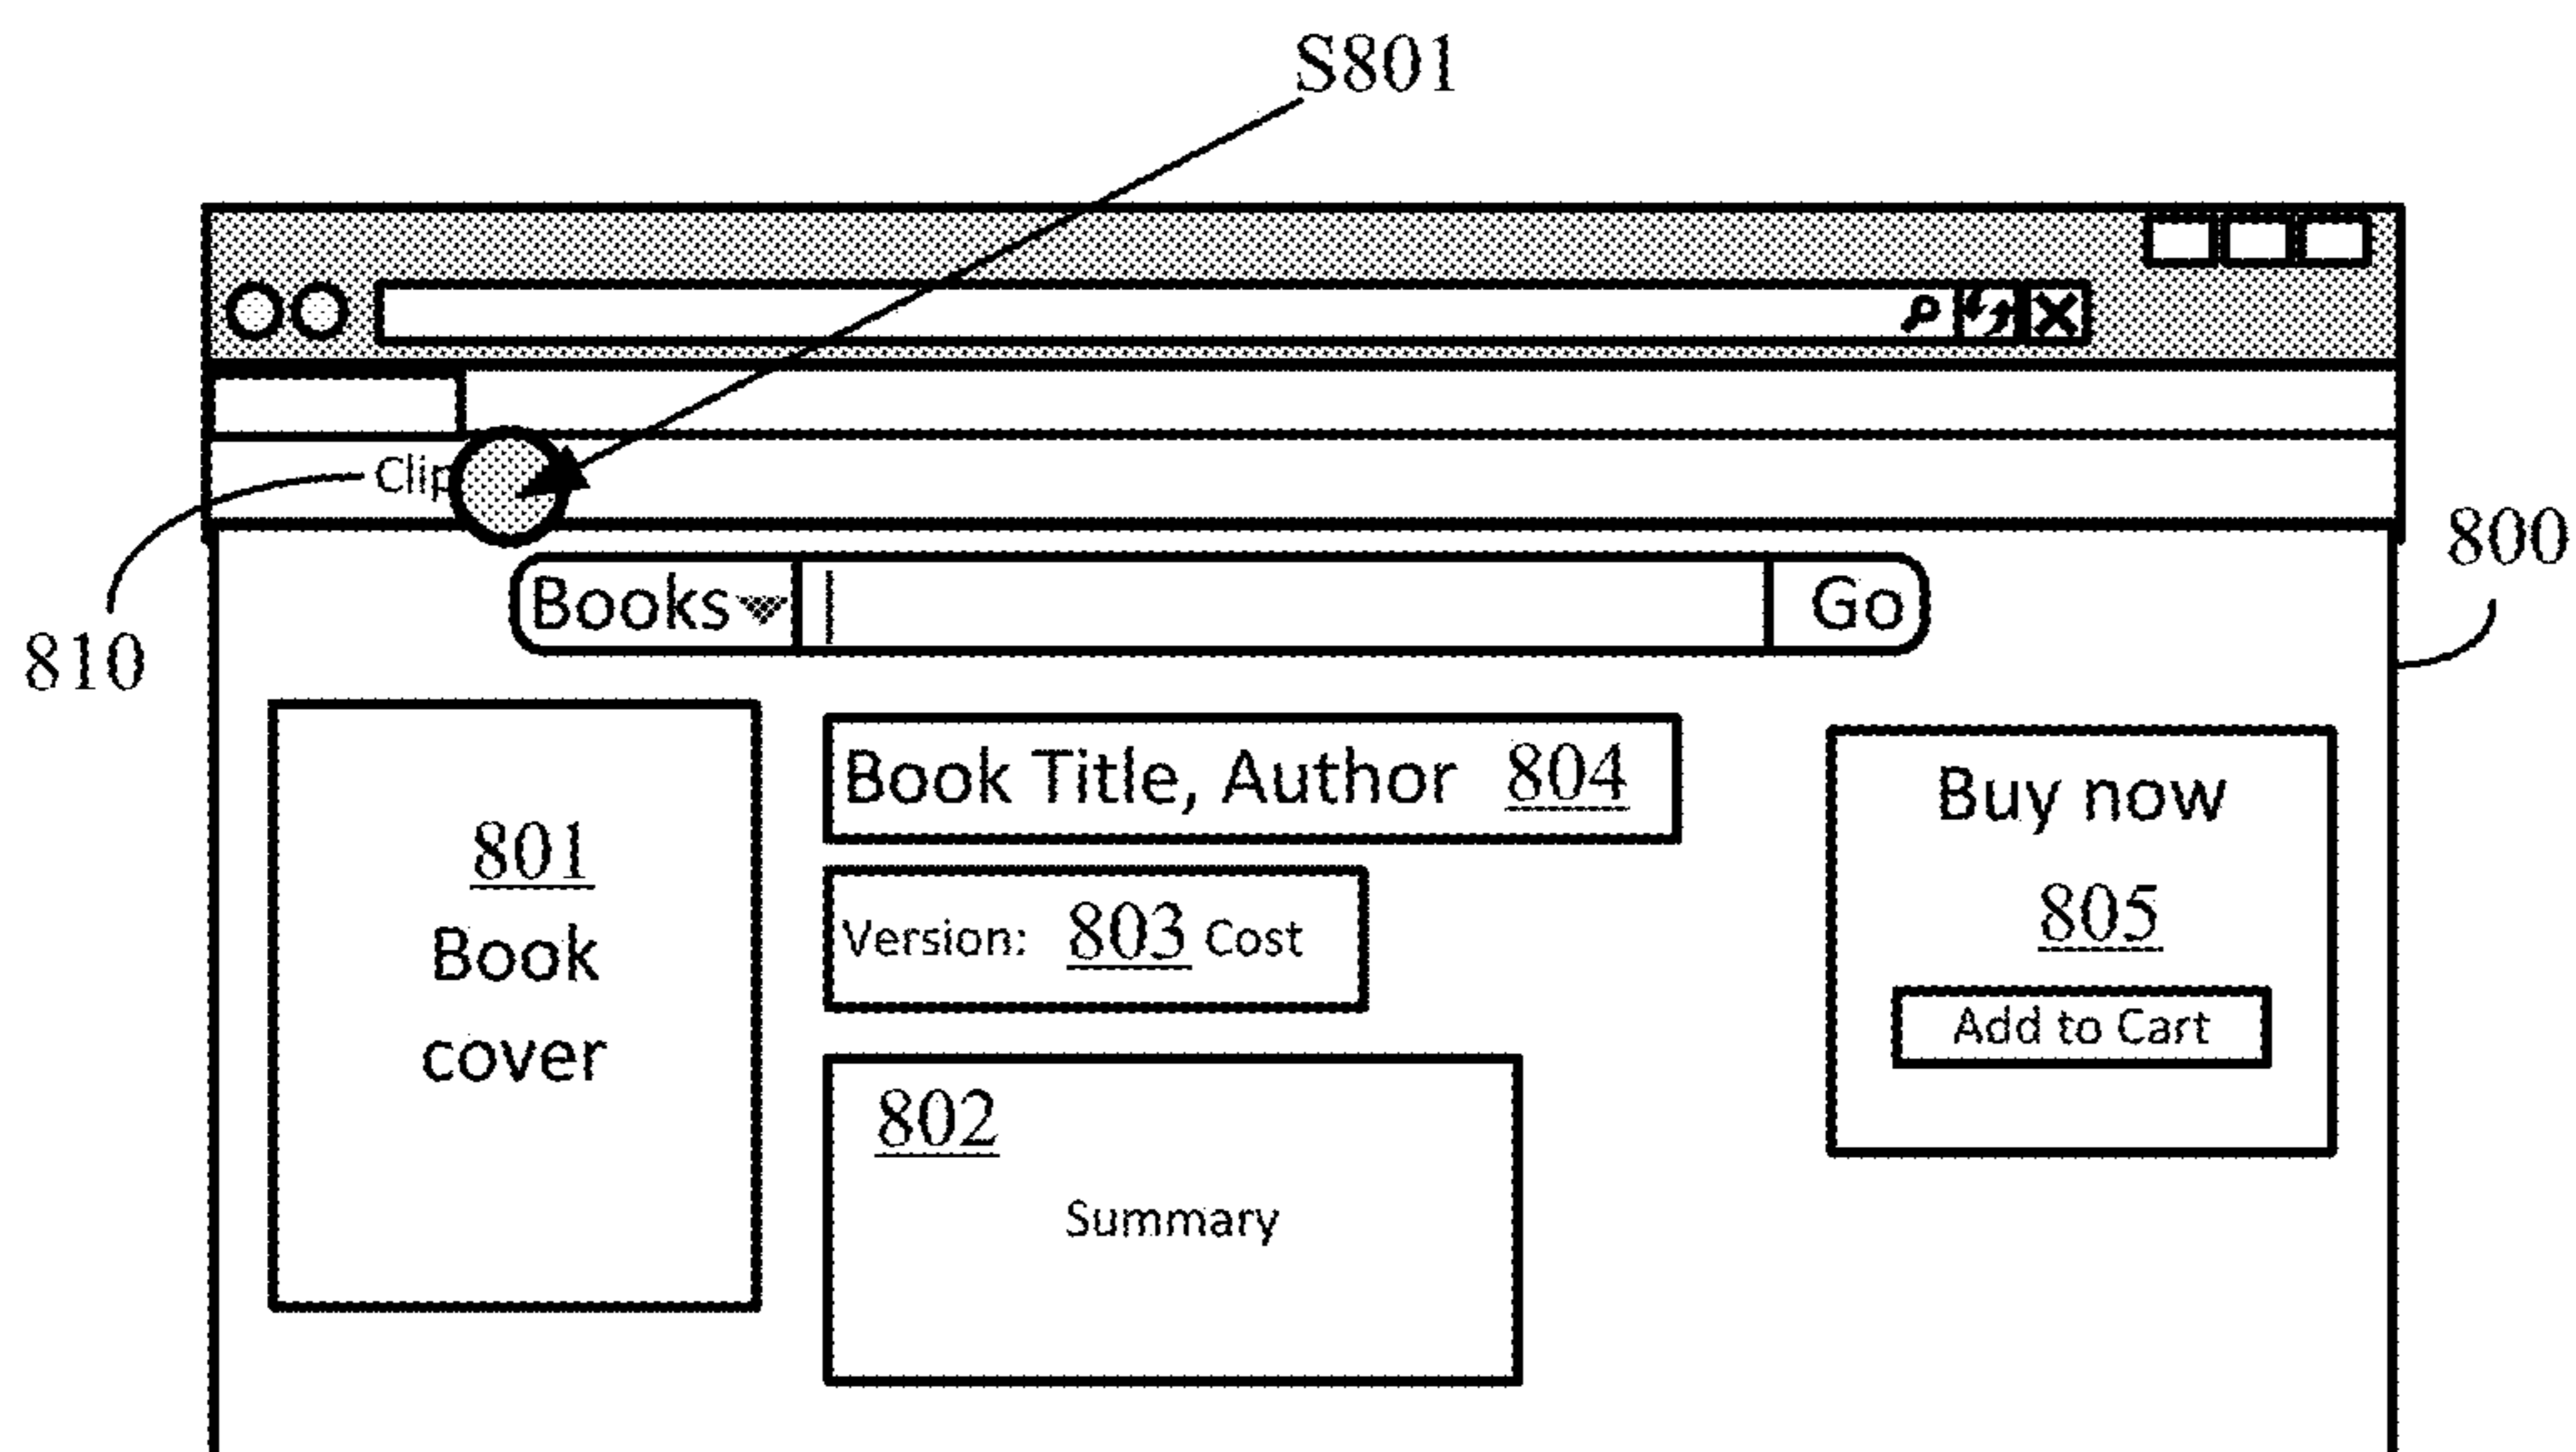 S801
Clip
800
Books Go
810
Book Title, Author 804
Buy now
801
Book
cover
Version: 803 Cost
805
Add to Cart
802
Summary